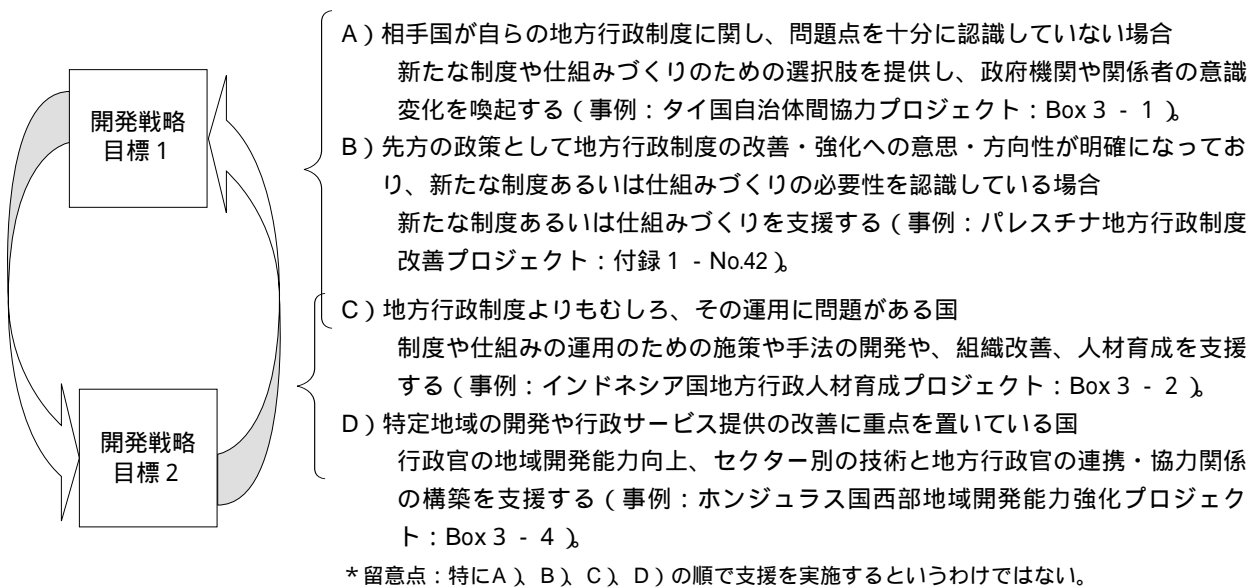 開発戦略
目標1
開発戦略
目標2
A）相手国が自らの地方行政制度に関し、問題点を十分に認識していない場合
新たな制度や仕組みづくりのための選択肢を提供し、政府機関や関係者の意識
変化を喚起する（事例：タイ国自治体間協力プロジェクト：Box 3 - 1）。
B）先方の政策として地方行政制度の改善・強化への意思・方向性が明確になってお
り、新たな制度あるいは仕組みづくりの必要性を認識している場合
新たな制度あるいは仕組みづくりを支援する（事例：パレスチナ地方行政制度
改善プロジェクト：付録1 - No.42）。
C）地方行政制度よりもむしろ、その運用に問題がある国
制度や仕組みの運用のための施策や手法の開発や、組織改善、人材育成を支援
する（事例：インドネシア国地方行政人材育成プロジェクト：Box 3 - 2）。
D）特定地域の開発や行政サービス提供の改善に重点を置いている国
行政官の地域開発能力向上、セクター別の技術と地方行政官の連携・協力関係
の構築を支援する（事例：ホンジュラス国西部地域開発能力強化プロジェク
ト：Box 3 - 4）。
*留意点：特にA）、B）、C）、D）の順で支援を実施するというわけではない。